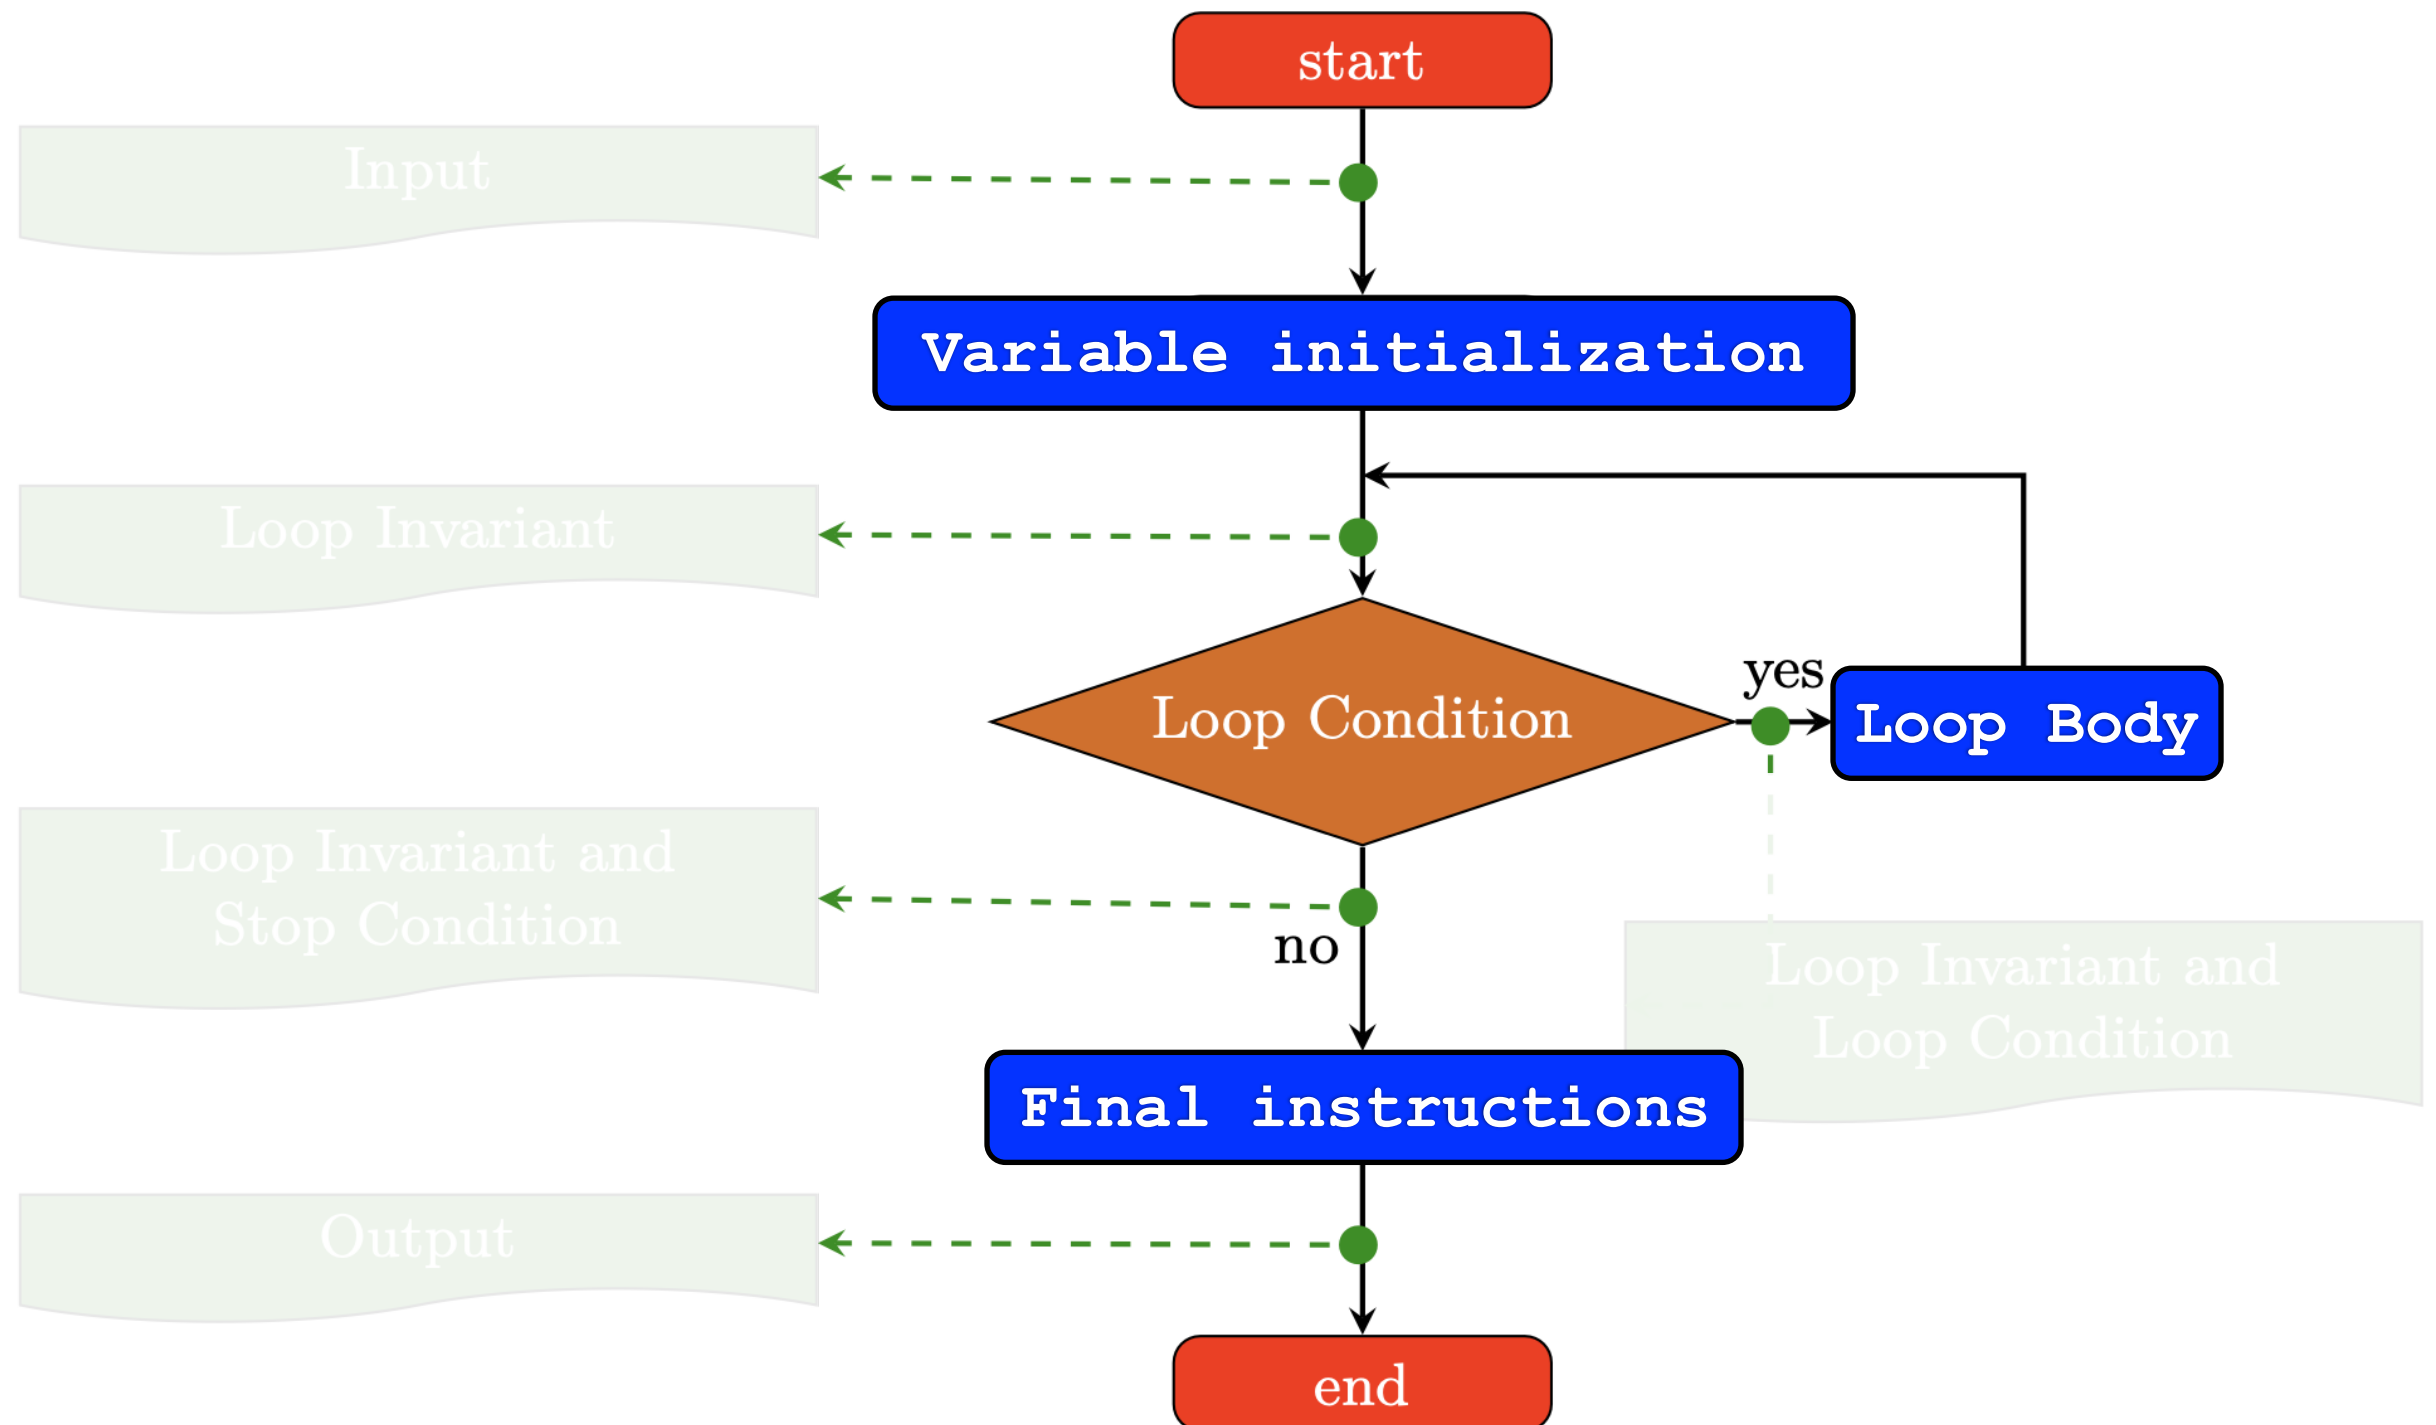 start
Input
Variable initialization
Loop Invariant
yes
Loop Condition
Loop Body
Loop Invariant and
Stop Condition
no
Loop Invariant and
Loop Condition
Final instructions
Output
end